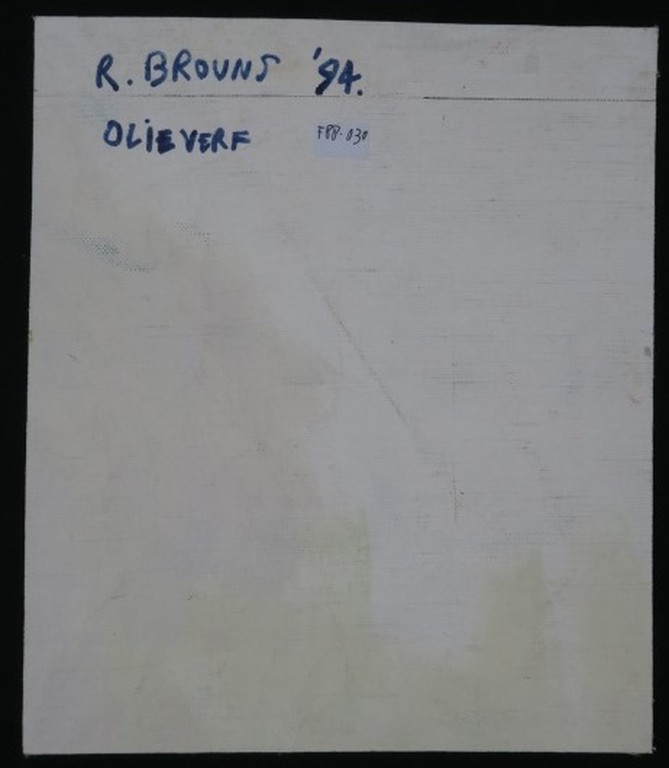 R. BROUNS '94.
OLIEVERF F88-030